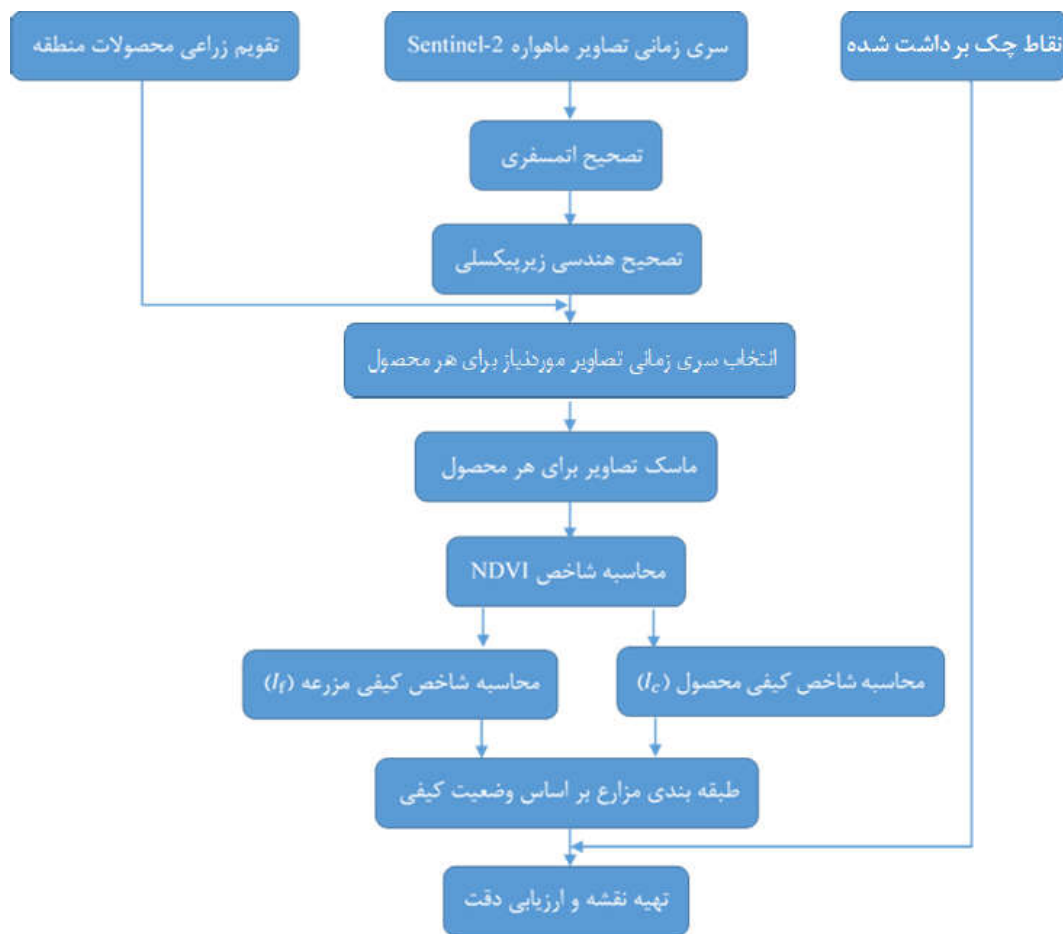 نقاط چک برداشت شده
سری زمانی تصاویر ماهواره Sentinel-2
تقویم زراعی محصولات منطقه
تصحیح اتمسفری
تصحیح هندسی زیرپیکسلی
انتخاب سری زمانی تصاویر موردنیاز برای هر محصول
ماسک تصاویر برای هر محصول
محاسبه شاخص NDVI
محاسبه شاخص کیفی محصول (I_c)
محاسبه شاخص کیفی مزرعه (I_f)
طبقه بندی مزارع بر اساس وضعیت کیفی
تهیه نقشه و ارزیابی دقت